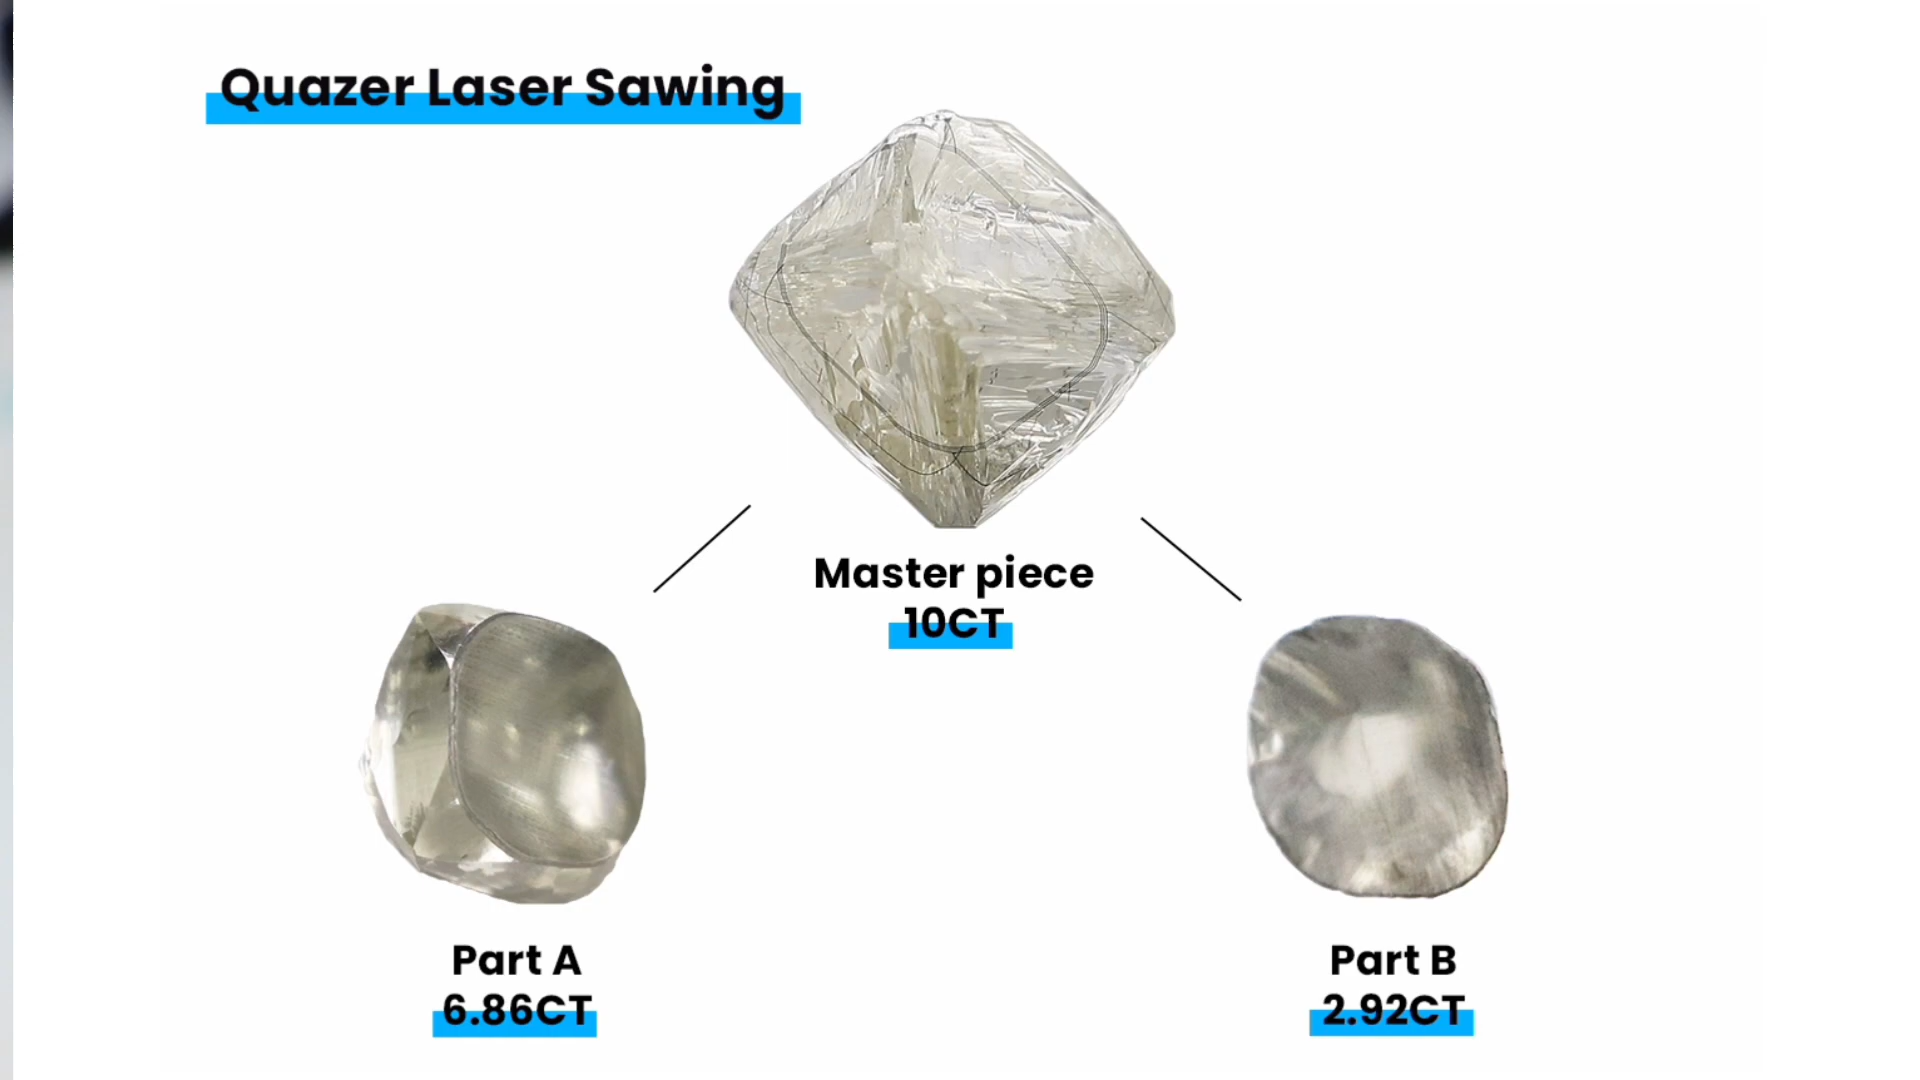 Quazer Laser Sawing
Master piece
10CT
Part A
6.86CT
Part B
2.92CT